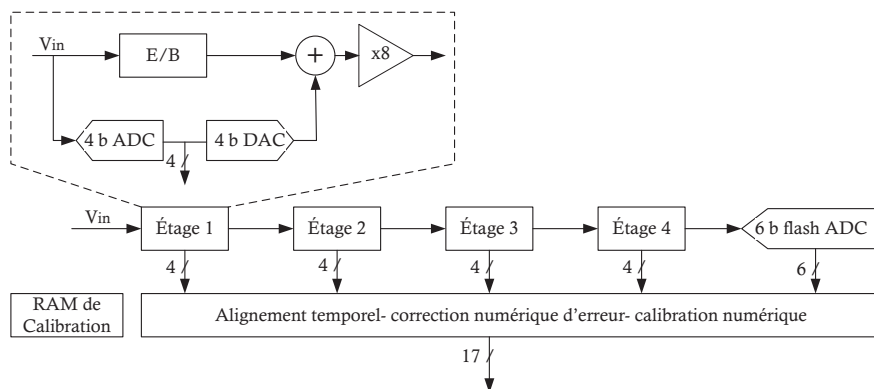 Vin
E/B
+
x8
4 b ADC
4 b DAC
4
Vin
Étage 1
Étage 2
Étage 3
Étage 4
6 b flash ADC
4
4
4
4
6
RAM de
Calibration
Alignement temporel- correction numérique d'erreur- calibration numérique
17